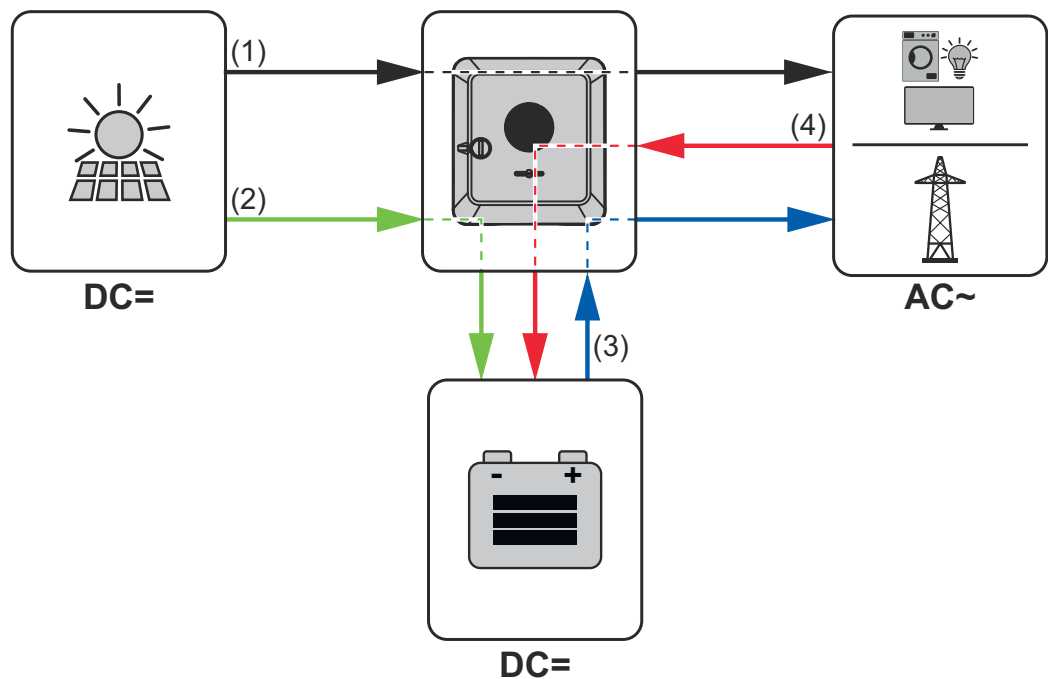 (1)
(4)
(2)
DC=
AC~
(3)
- +
DC=